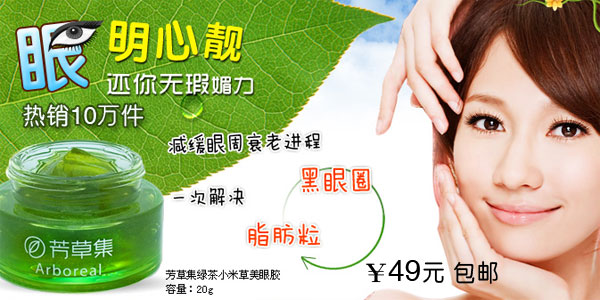 眼明心靓
还你无瑕媚力
热销10万件
减缓眼周衰老进程
一次解决
黑眼圈
脂肪粒
芳草集
Arboreal
芳草集绿茶小米草美眼胶
容量：20g
￥49元 包邮